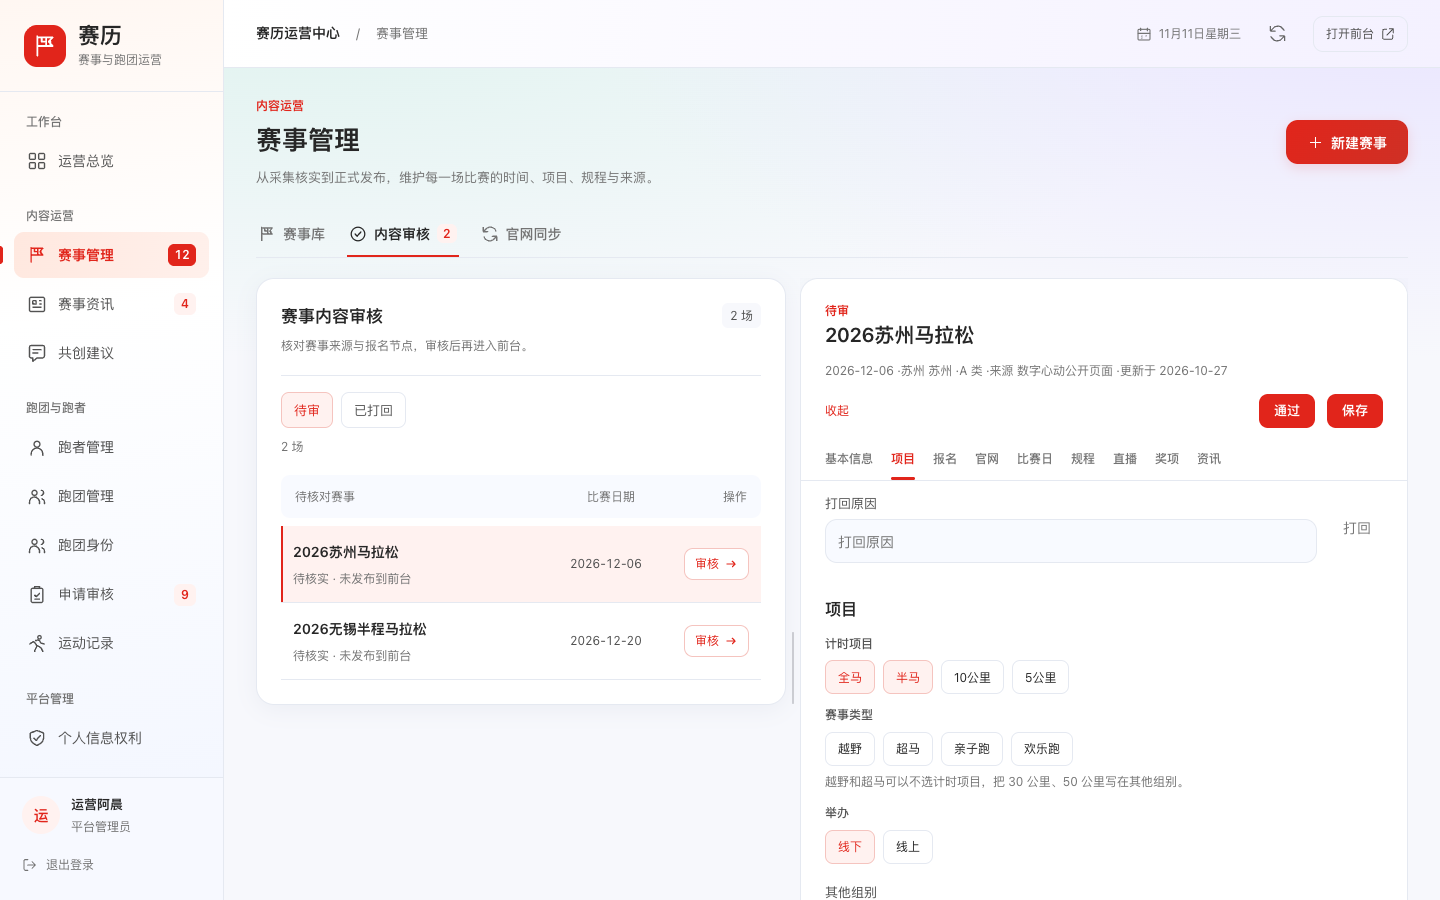 赛历
赛事与跑团运营
工作台
运营总览
内容运营
赛事管理 12
赛事资讯 4
共创建议
跑团与跑者
跑者管理
跑团管理
跑团身份
申请审核 9
运动记录
平台管理
个人信息权利
运
运营阿晨
平台管理员
退出登录
赛历运营中心 / 赛事管理
11月11日星期三
打开前台
内容运营
赛事管理
从采集核实到正式发布，维护每一场比赛的时间、项目、规程与来源。
新建赛事
赛事库 内容审核 2 官网同步
赛事内容审核 2 场
核对赛事来源与报名节点，审核后再进入前台。
待审 已打回
2 场
待核对赛事 比赛日期 操作
2026苏州马拉松
待核实 · 未发布到前台
2026-12-06
审核 →
2026无锡半程马拉松
待核实 · 未发布到前台
2026-12-20
审核 →
待审
2026苏州马拉松
2026-12-06 ·苏州 苏州 ·A 类 ·来源 数字心动公开页面 ·更新于 2026-10-27
收起 通过 保存
基本信息 项目 报名 官网 比赛日 规程 直播 奖项 资讯
打回原因
打回原因 打回
项目
计时项目
全马 半马 10公里 5公里
赛事类型
越野 超马 亲子跑 欢乐跑
越野和超马可以不选计时项目，把 30 公里、50 公里写在其他组别。
举办
线下 线上
其他组别